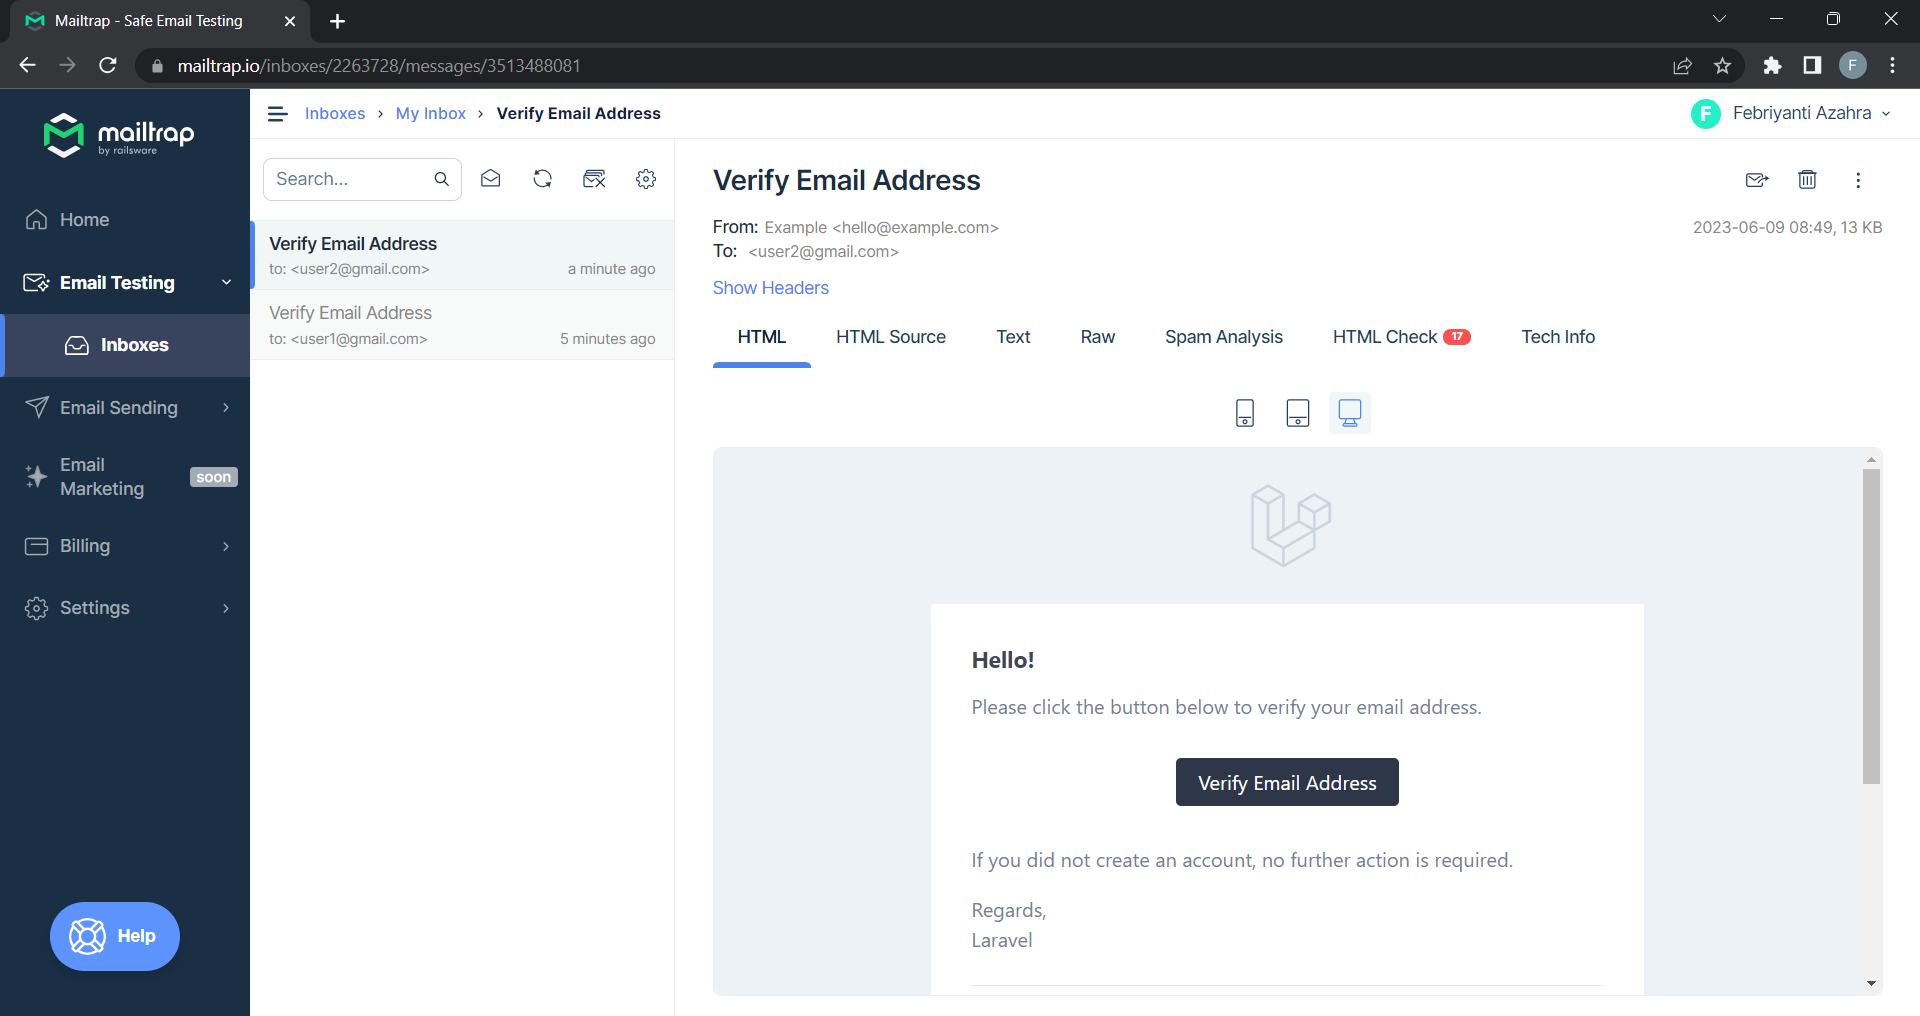 Mailtrap - Safe Email Testing
mailtrap.io/inboxes/2263728/messages/3513488081
F
mailtrap
by railsware
Home
Email Testing
Inboxes
Email Sending
Email Marketing
soon
Billing
Settings
Help
Inboxes › My Inbox › Verify Email Address
F Febriyanti Azahra
Search...
Verify Email Address
to: <user2@gmail.com> a minute ago
Verify Email Address
to: <user1@gmail.com> 5 minutes ago
Verify Email Address
From: Example <hello@example.com> 2023-06-09 08:49, 13 KB
To: <user2@gmail.com>
Show Headers
HTML HTML Source Text Raw Spam Analysis HTML Check 17 Tech Info
Hello!
Please click the button below to verify your email address.
Verify Email Address
If you did not create an account, no further action is required.
Regards,
Laravel